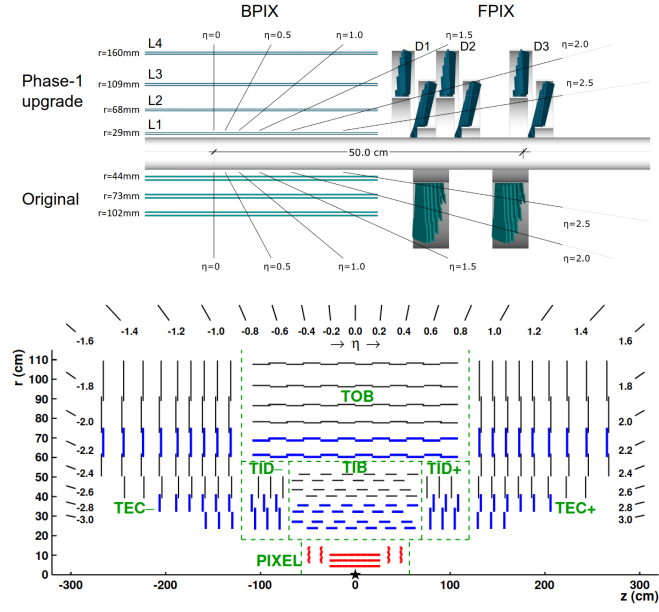 BPIX FPIX
η=0 η=0.5 η=1.0 η=1.5
L4 D1 D2 D3 η=2.0
r=160mm
Phase-1 upgrade
L3
r=109mm η=2.5
L2
r=68mm
L1
r=29mm
50.0 cm
Original
r=44mm
r=73mm
r=102mm
η=2.5
η=0 η=0.5 η=1.0 η=1.5 η=2.0
-1.6 -1.4 -1.2 -1.0 -0.8 -0.6 -0.4 -0.2 0.0 0.2 0.4 0.6 0.8 1.0 1.2 1.4 1.6
→ η →
r (cm)
110
100 -1.8 1.8
90
80 TOB -2.0 2.0
70
60 -2.2 2.2
50 TID− TIB TID+ -2.4 2.4
40 -2.6 2.6
30 TEC− TEC+ -2.8 2.8
20 -3.0 3.0
10 PIXEL
0
-300 -200 -100 0 100 200 300
z (cm)